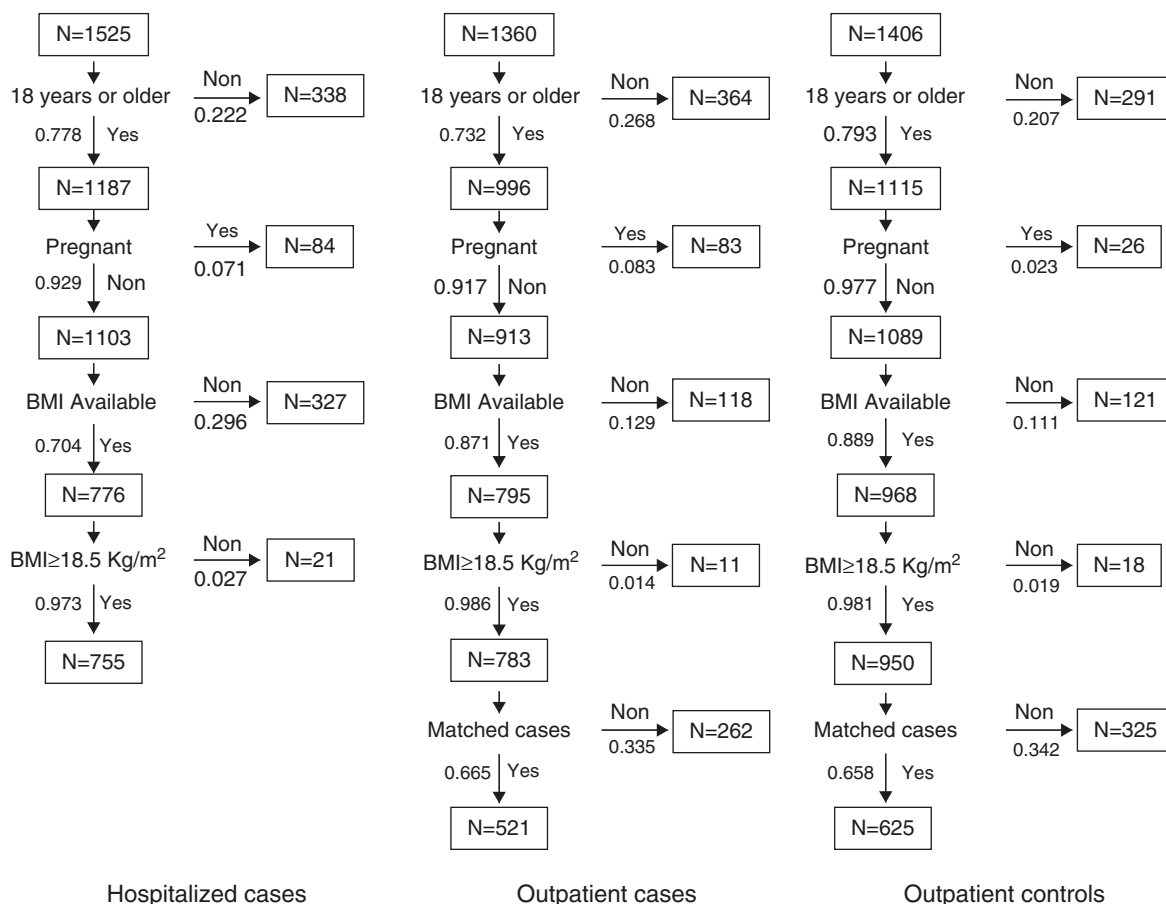 N=1525
18 years or older
Non
0.222
N=338
0.778
Yes
N=1187
Pregnant
Yes
0.071
N=84
0.929
Non
N=1103
BMI Available
Non
0.296
N=327
0.704
Yes
N=776
BMI≥18.5 Kg/m²
Non
0.027
N=21
0.973
Yes
N=755
Hospitalized cases
N=1360
18 years or older
Non
0.268
N=364
0.732
Yes
N=996
Pregnant
Yes
0.083
N=83
0.917
Non
N=913
BMI Available
Non
0.129
N=118
0.871
Yes
N=795
BMI≥18.5 Kg/m²
Non
0.014
N=11
0.986
Yes
N=783
Matched cases
Non
0.335
N=262
0.665
Yes
N=521
Outpatient cases
N=1406
18 years or older
Non
0.207
N=291
0.793
Yes
N=1115
Pregnant
Yes
0.023
N=26
0.977
Non
N=1089
BMI Available
Non
0.111
N=121
0.889
Yes
N=968
BMI≥18.5 Kg/m²
Non
0.019
N=18
0.981
Yes
N=950
Matched cases
Non
0.342
N=325
0.658
Yes
N=625
Outpatient controls